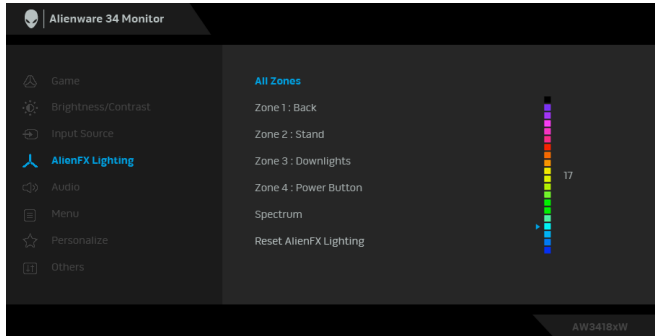 Alienware 34 Monitor
Game
Brightness/Contrast
Input Source
AlienFX Lighting
Audio
Menu
Personalize
Others
All Zones
Zone 1 : Back
Zone 2 : Stand
Zone 3 : Downlights
Zone 4 : Power Button
Spectrum
Reset AlienFX Lighting
17
AW3418xW